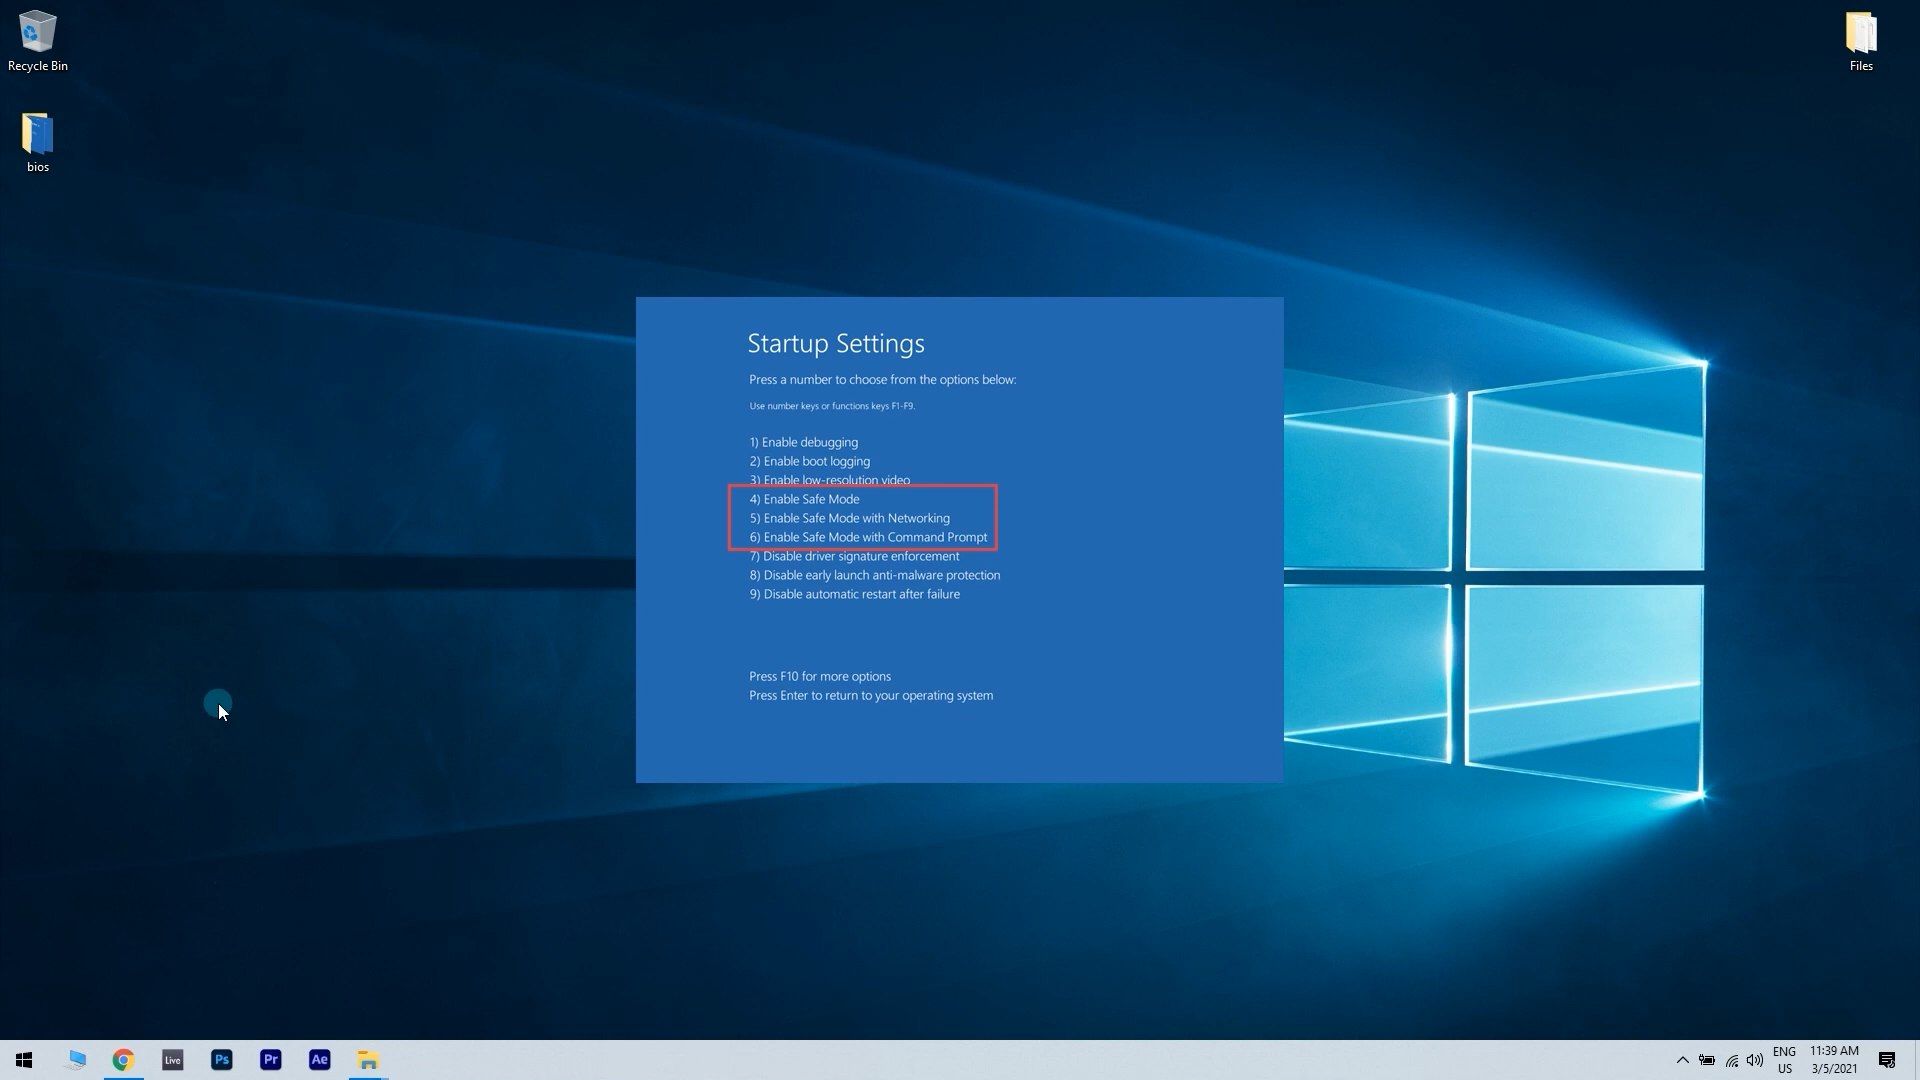 Recycle Bin
Files
bios
Startup Settings
Press a number to choose from the options below:
Use number keys or functions keys F1-F9.
1) Enable debugging
2) Enable boot logging
3) Enable low-resolution video
4) Enable Safe Mode
5) Enable Safe Mode with Networking
6) Enable Safe Mode with Command Prompt
7) Disable driver signature enforcement
8) Disable early launch anti-malware protection
9) Disable automatic restart after failure
Press F10 for more options
Press Enter to return to your operating system
Live
Ps
Pr
Ae
ENG
US
11:39 AM
3/5/2021